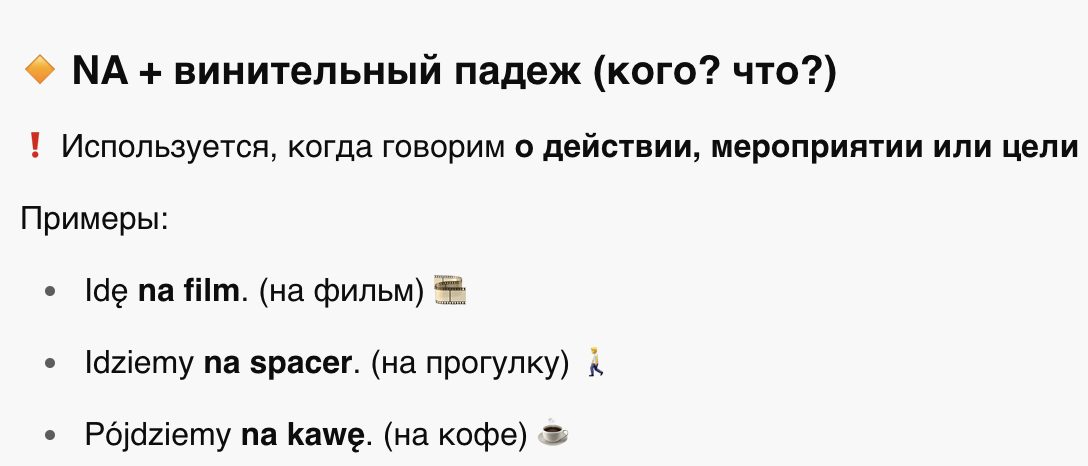 🔸 NA + винительный падеж (кого? что?)
❗ Используется, когда говорим о действии, мероприятии или цели
Примеры:
• Idę na film. (на фильм) 🎞️
• Idziemy na spacer. (на прогулку) 🚶
• Pójdziemy na kawę. (на кофе) ☕